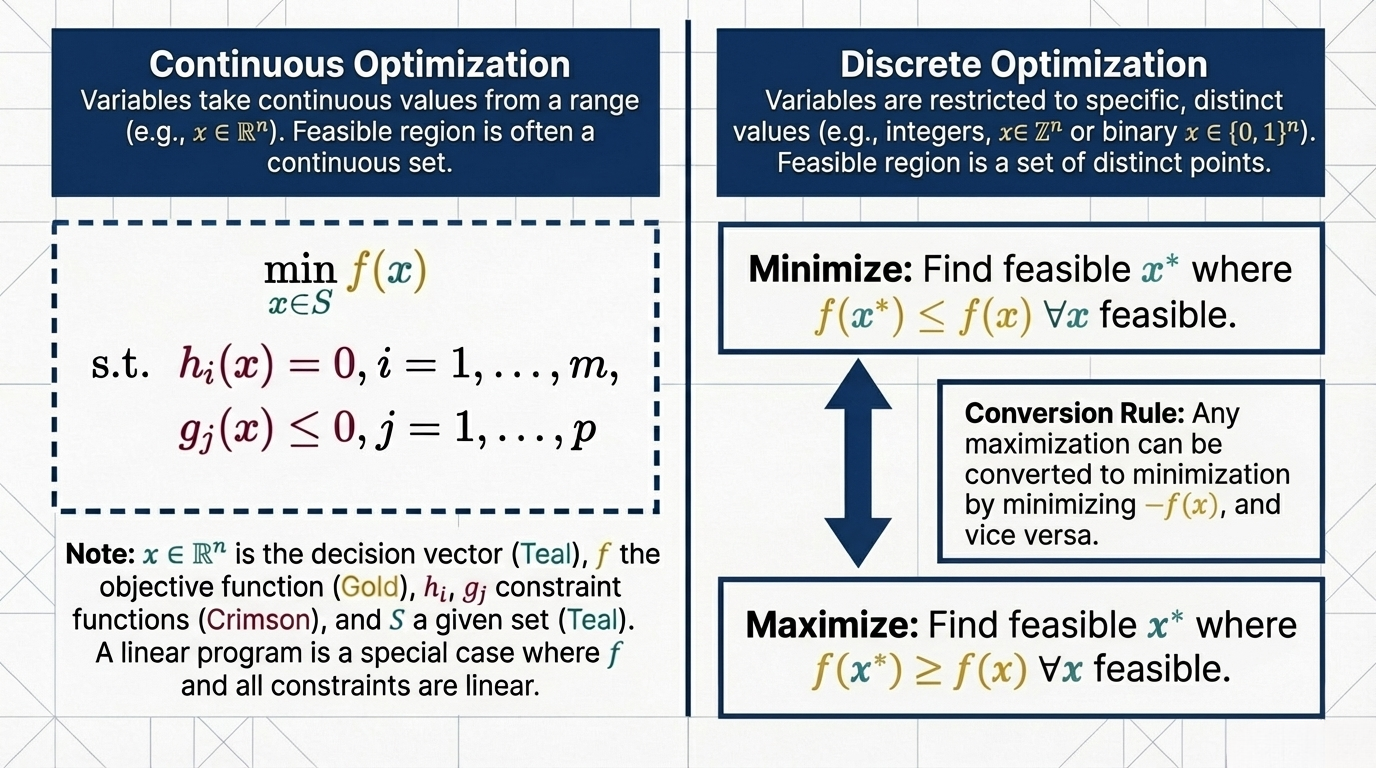 Continuous Optimization
Variables take continuous values from a range
(e.g., x ∈ ℝⁿ). Feasible region is often a
continuous set.
min f(x)
x∈S
s.t. hᵢ(x) = 0, i = 1, . . . , m,
gⱼ(x) ≤ 0, j = 1, . . . , p
Note: x ∈ ℝⁿ is the decision vector (Teal), f the
objective function (Gold), hᵢ, gⱼ constraint
functions (Crimson), and S a given set (Teal).
A linear program is a special case where f
and all constraints are linear.
Discrete Optimization
Variables are restricted to specific, distinct
values (e.g., integers, x∈ ℤⁿ or binary x ∈ {0, 1}ⁿ).
Feasible region is a set of distinct points.
Minimize: Find feasible x* where
f(x*) ≤ f(x) ∀x feasible.
Conversion Rule: Any
maximization can be
converted to minimization
by minimizing −f(x), and
vice versa.
Maximize: Find feasible x* where
f(x*) ≥ f(x) ∀x feasible.